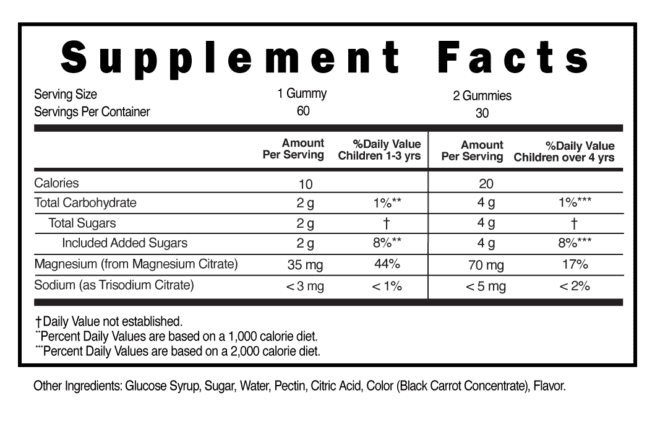 Supplement Facts
Serving Size 1 Gummy 2 Gummies
Servings Per Container 60 30
Amount Per Serving %Daily Value Children 1-3 yrs Amount Per Serving %Daily Value Children over 4 yrs
Calories 10 20
Total Carbohydrate 2 g 1%** 4 g 1%***
Total Sugars 2 g † 4 g †
Included Added Sugars 2 g 8%** 4 g 8%***
Magnesium (from Magnesium Citrate) 35 mg 44% 70 mg 17%
Sodium (as Trisodium Citrate) < 3 mg < 1% < 5 mg < 2%
†Daily Value not established.
**Percent Daily Values are based on a 1,000 calorie diet.
***Percent Daily Values are based on a 2,000 calorie diet.
Other Ingredients: Glucose Syrup, Sugar, Water, Pectin, Citric Acid, Color (Black Carrot Concentrate), Flavor.